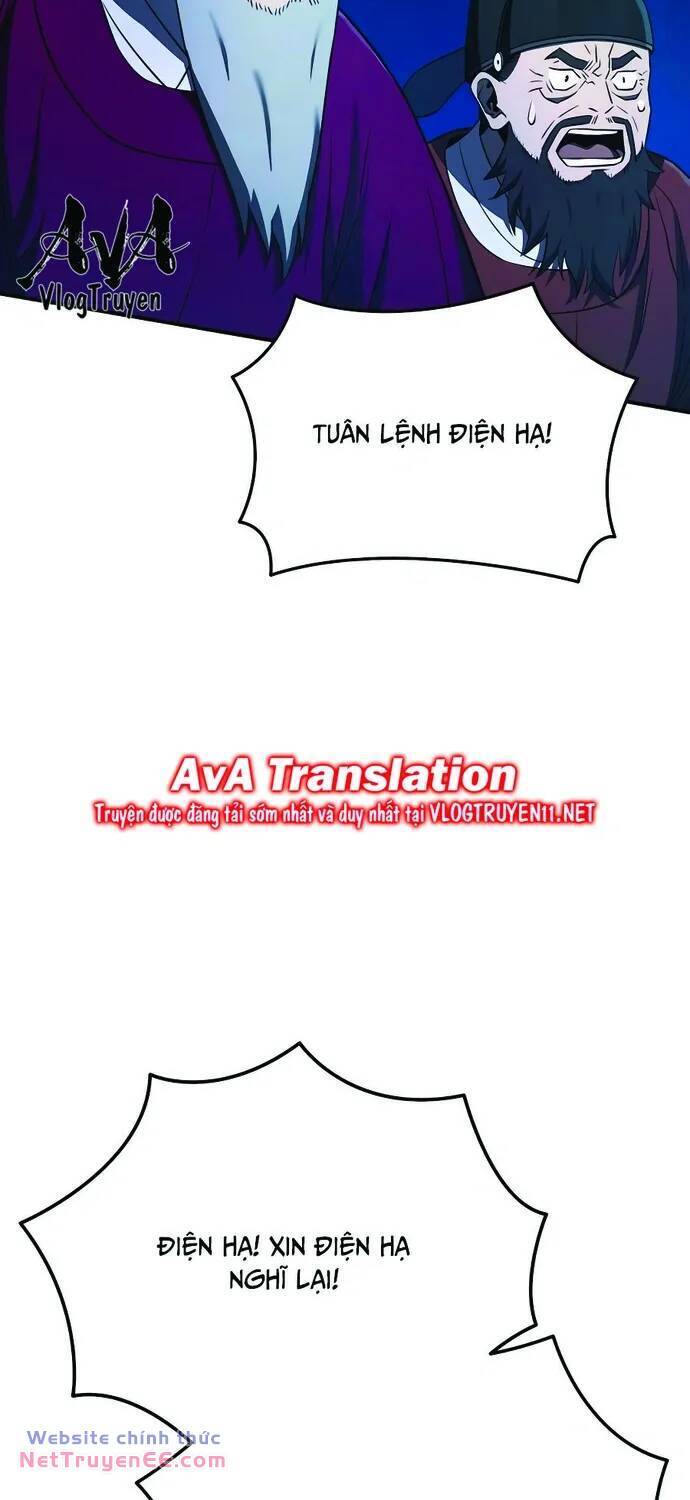 AvA
VlogTruyen
TUÂN LỆNH ĐIỆN HẠ!
AvA Translation
Truyện được đăng tải sớm nhất và duy nhất tại VLOGTRUYEN11.NET
ĐIỆN HẠ! XIN ĐIỆN HẠ
NGHĨ LẠI!
Website chính thức
NetTruyenEE.com